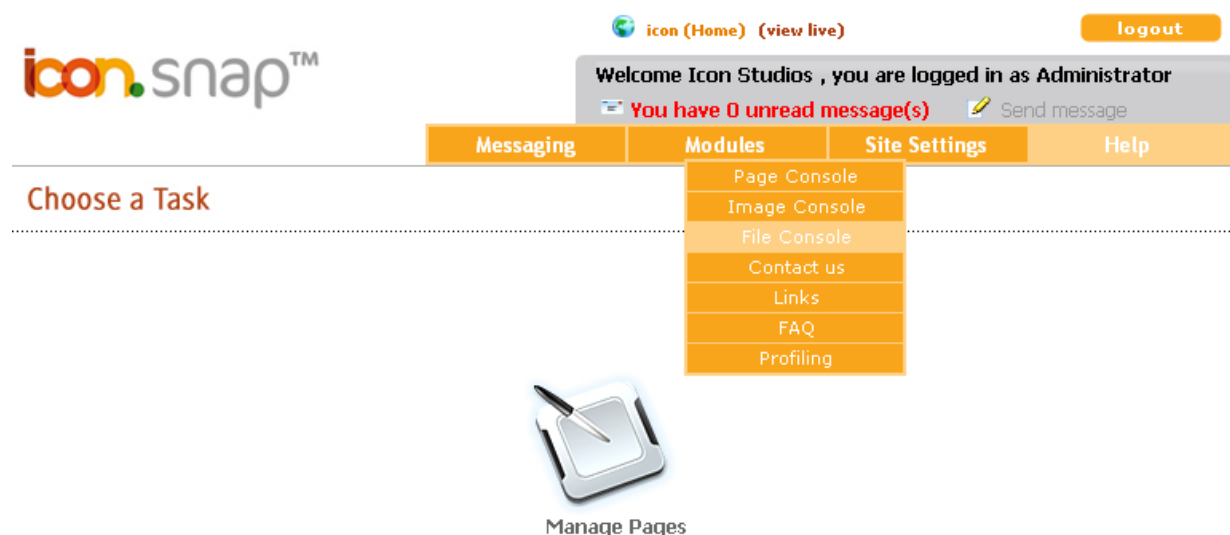 icon (Home) (view live)
logout
icon.snap™
Welcome Icon Studios , you are logged in as Administrator
You have 0 unread message(s) Send message
Messaging Modules Site Settings Help
Choose a Task
Page Console
Image Console
File Console
Contact us
Links
FAQ
Profiling
Manage Pages